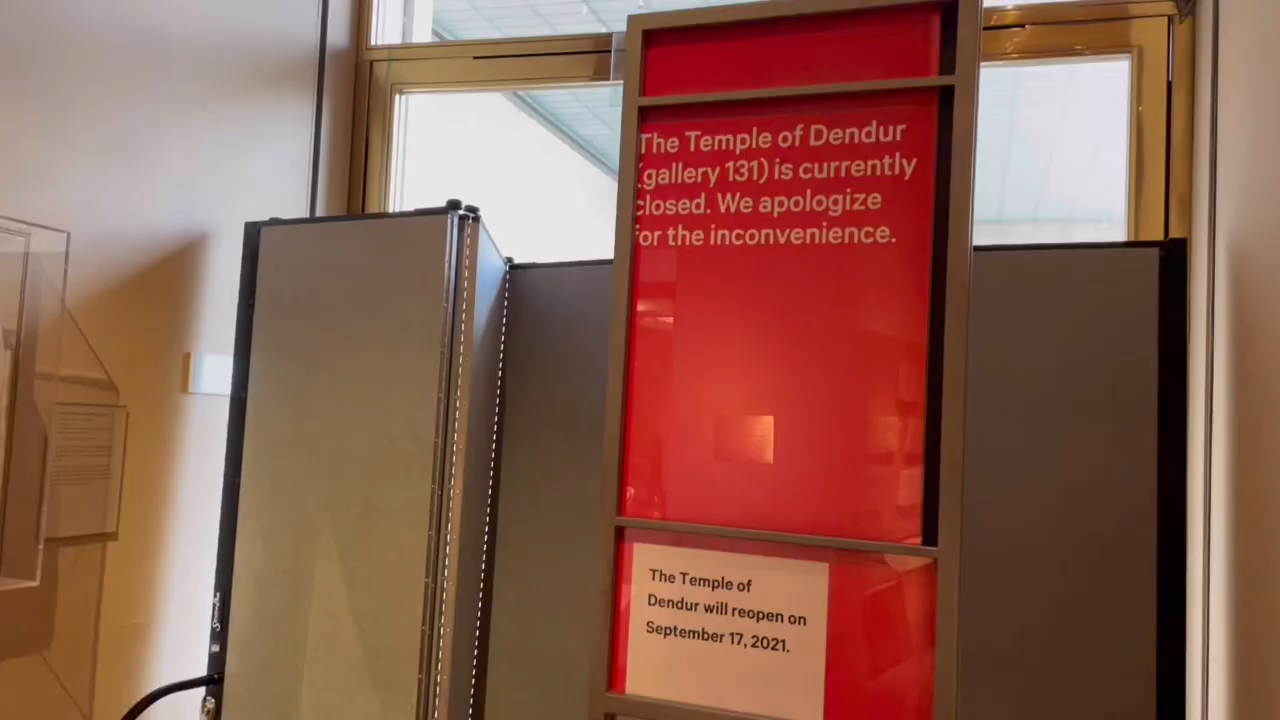 The Temple of Dendur
(gallery 131) is currently
closed. We apologize
for the inconvenience.
The Temple of
Dendur will reopen on
September 17, 2021.